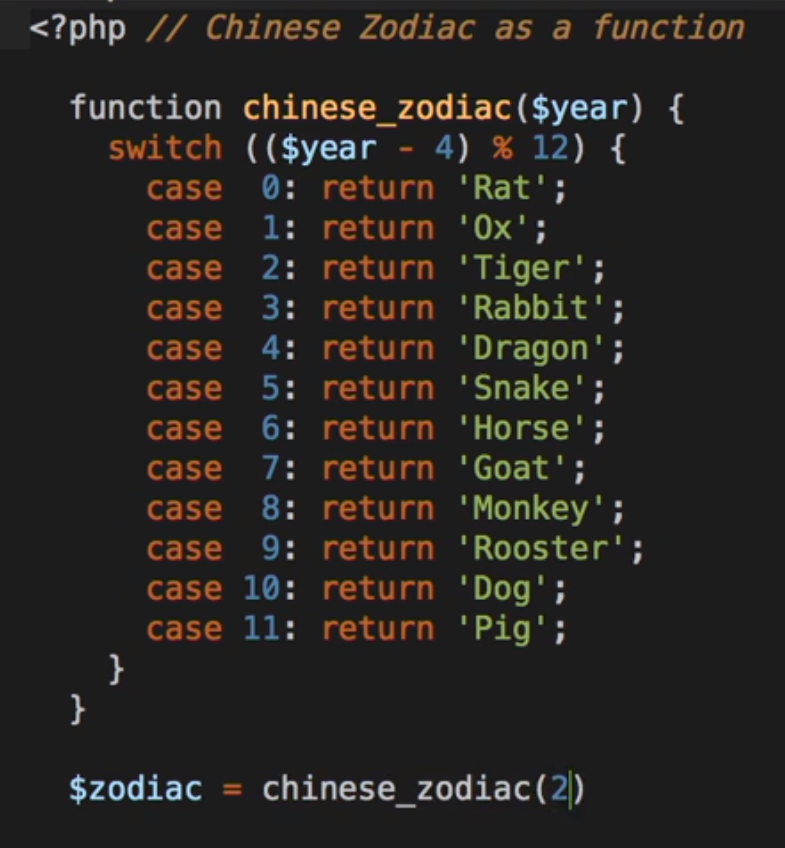 <?php // Chinese Zodiac as a function
function chinese_zodiac($year) {
switch (($year - 4) % 12) {
case  0: return 'Rat';
case  1: return 'Ox';
case  2: return 'Tiger';
case  3: return 'Rabbit';
case  4: return 'Dragon';
case  5: return 'Snake';
case  6: return 'Horse';
case  7: return 'Goat';
case  8: return 'Monkey';
case  9: return 'Rooster';
case 10: return 'Dog';
case 11: return 'Pig';
}
}
$zodiac = chinese_zodiac(2)